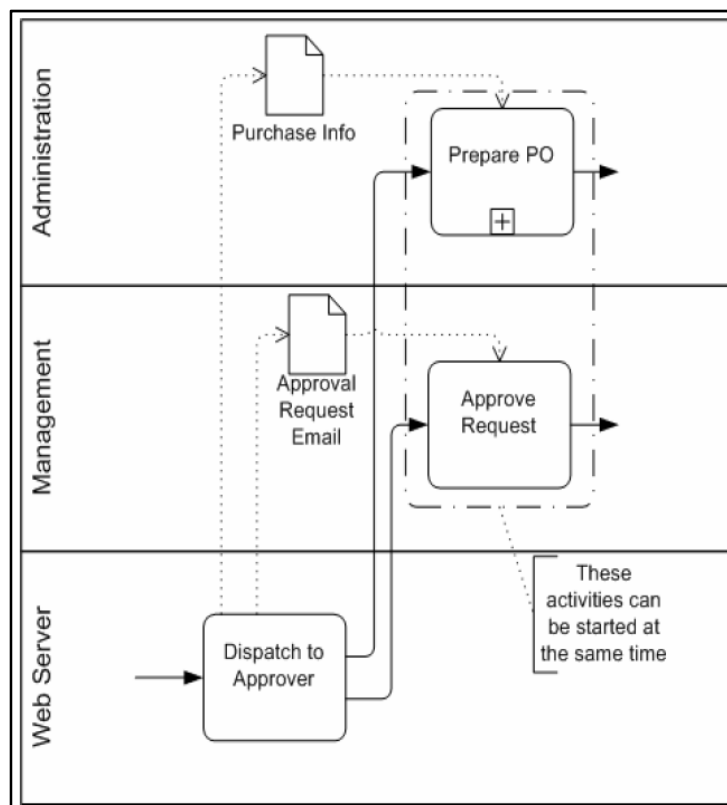 Administration
Purchase Info
Prepare PO
Management
Approval
Request
Email
Approve
Request
Web Server
Dispatch to
Approver
These
activities can
be started at
the same time